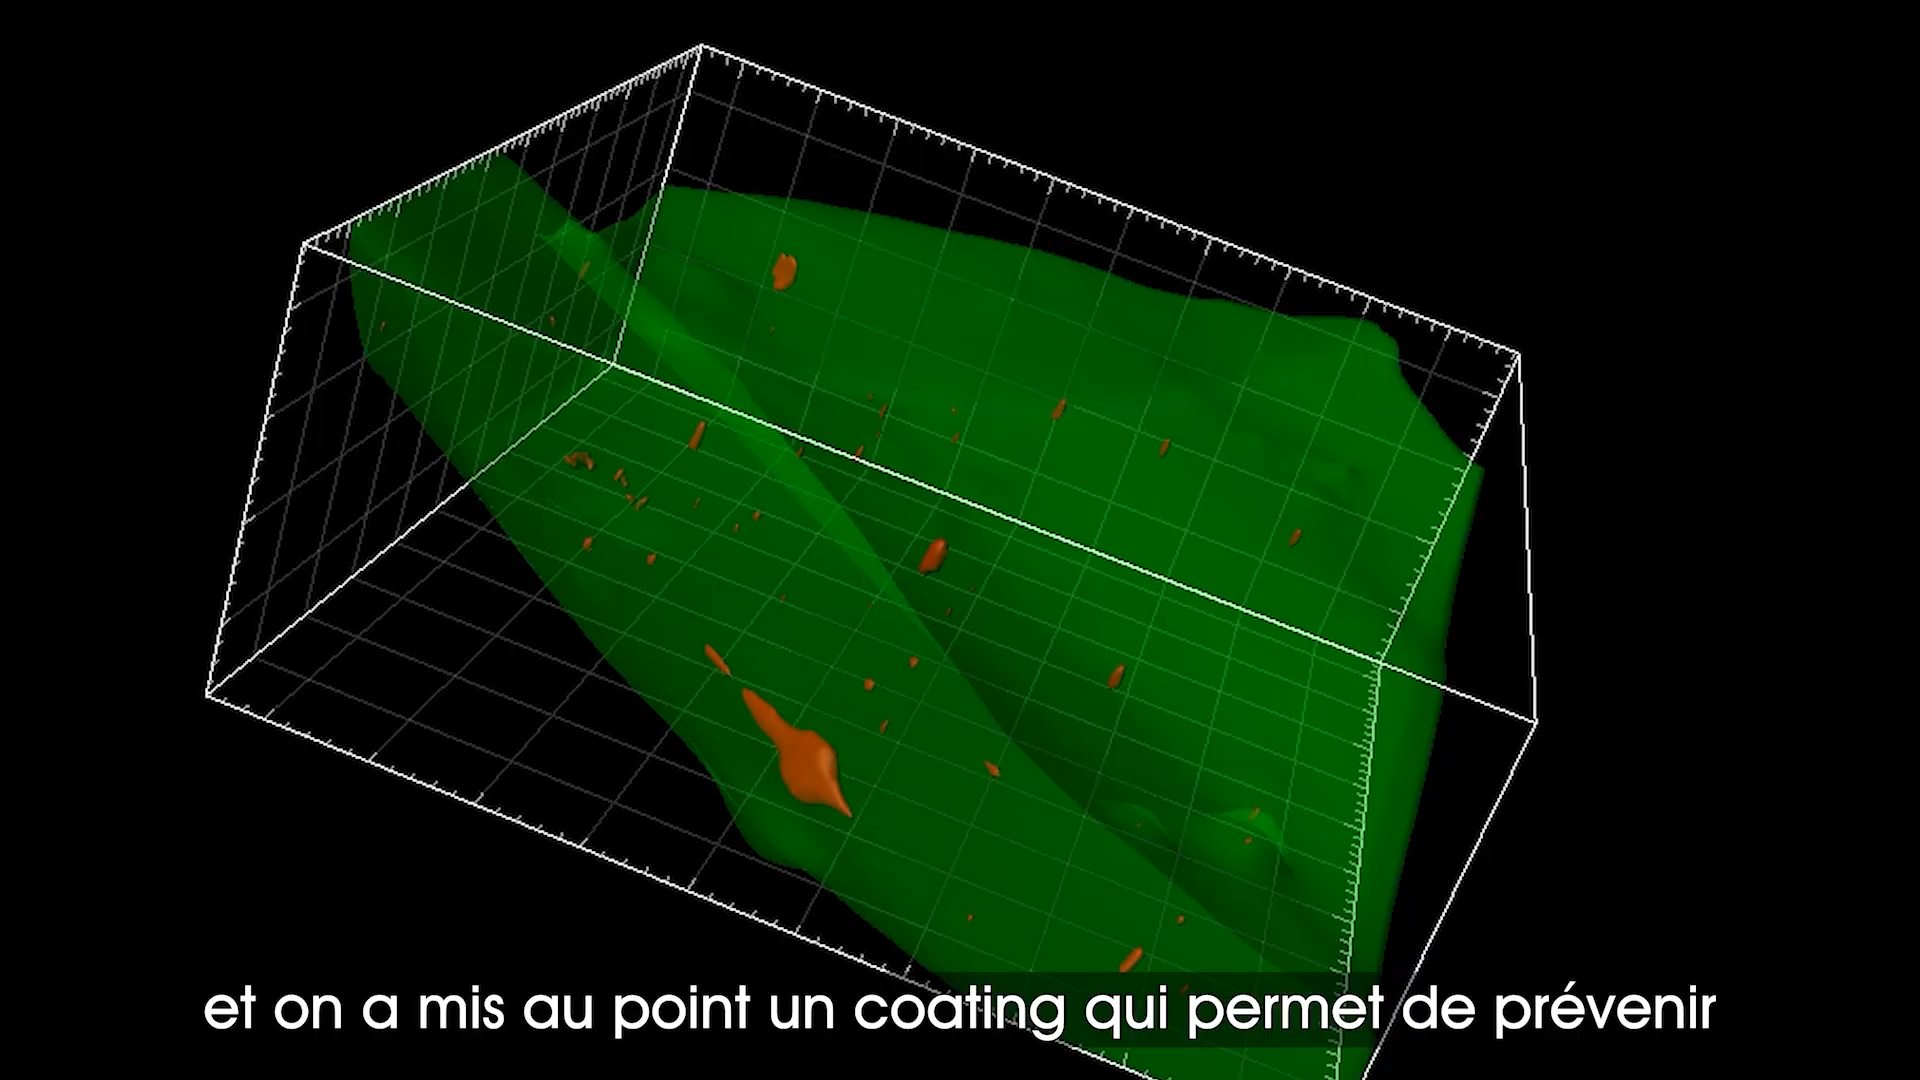 et on a mis au point un coating qui permet de prévenir